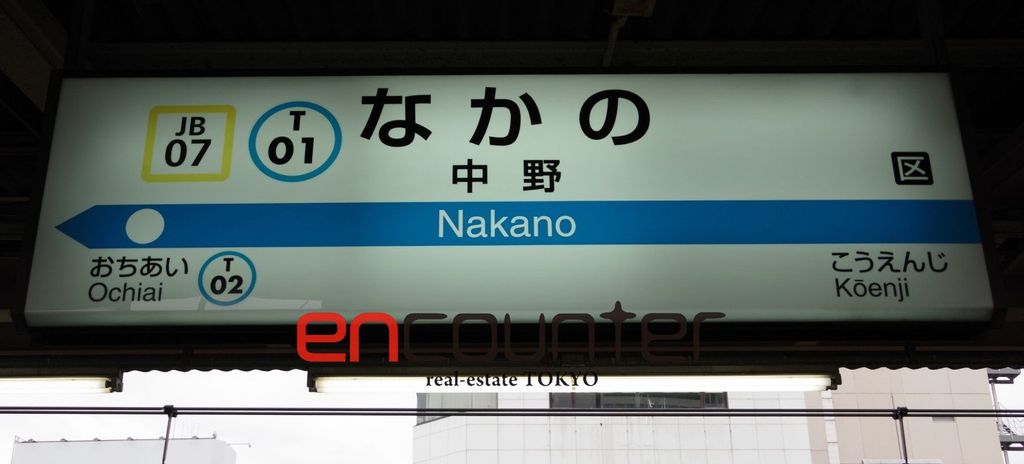 JB
07
T
01
なかの
中野
区
Nakano
おちあい
Ochiai
T
02
こうえんじ
Kōenji
encounter
real-estate TOKYO